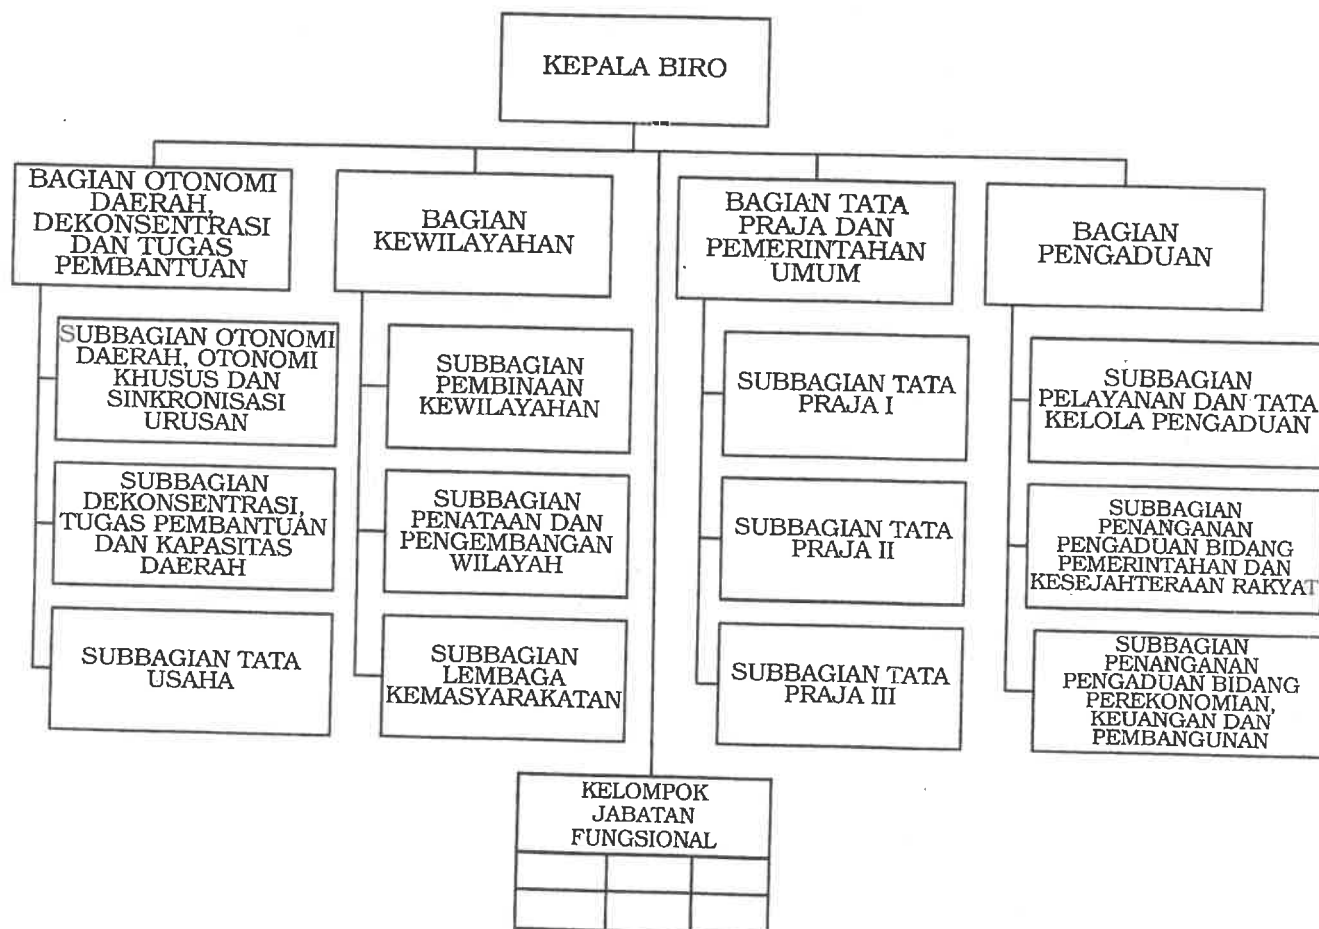 KEPALA BIRO
BAGIAN OTONOMI
DAERAH,
DEKONSENTRASI
DAN TUGAS
PEMBANTUAN
BAGIAN
KEWILAYAHAN
BAGIAN TATA
PRAJA DAN
PEMERINTAHAN
UMUM
BAGIAN
PENGADUAN
SUBBAGIAN OTONOMI
DAERAH, OTONOMI
KHUSUS DAN
SINKRONISASI
URUSAN
SUBBAGIAN
PEMBINAAN
KEWILAYAHAN
SUBBAGIAN TATA
PRAJA I
SUBBAGIAN
PELAYANAN DAN TATA
KELOLA PENGADUAN
SUBBAGIAN
DEKONSENTRASI,
TUGAS PEMBANTUAN
DAN KAPASITAS
DAERAH
SUBBAGIAN
PENATAAN DAN
PENGEMBANGAN
WILAYAH
SUBBAGIAN TATA
PRAJA II
SUBBAGIAN
PENANGANAN
PENGADUAN BIDANG
PEMERINTAHAN DAN
KESEJAHTERAAN RAKYAT
SUBBAGIAN TATA
USAHA
SUBBAGIAN
LEMBAGA
KEMASYARAKATAN
SUBBAGIAN TATA
PRAJA III
SUBBAGIAN
PENANGANAN
PENGADUAN BIDANG
PEREKONOMIAN,
KEUANGAN DAN
PEMBANGUNAN
KELOMPOK
JABATAN
FUNGSIONAL